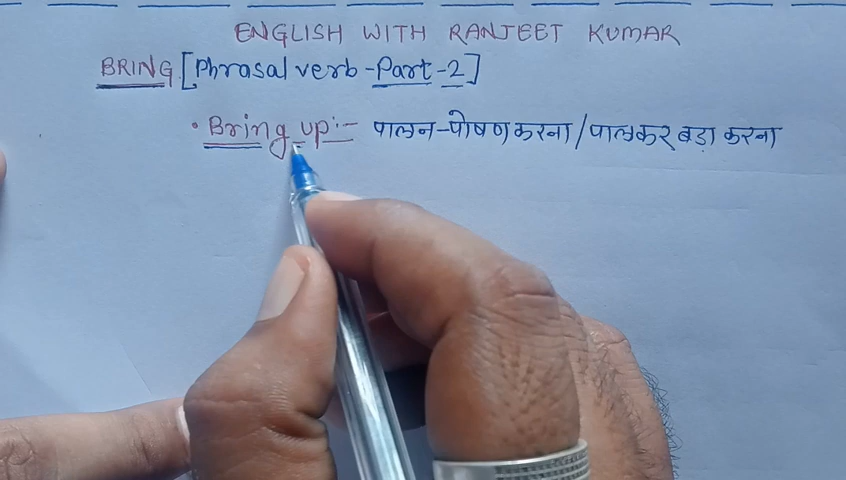 ENGLISH WITH RANJEET KUMAR
BRING [Phrasal verb-Part-2]
• Bring up:- पालन-पोषण करना/पालकर बड़ा करना